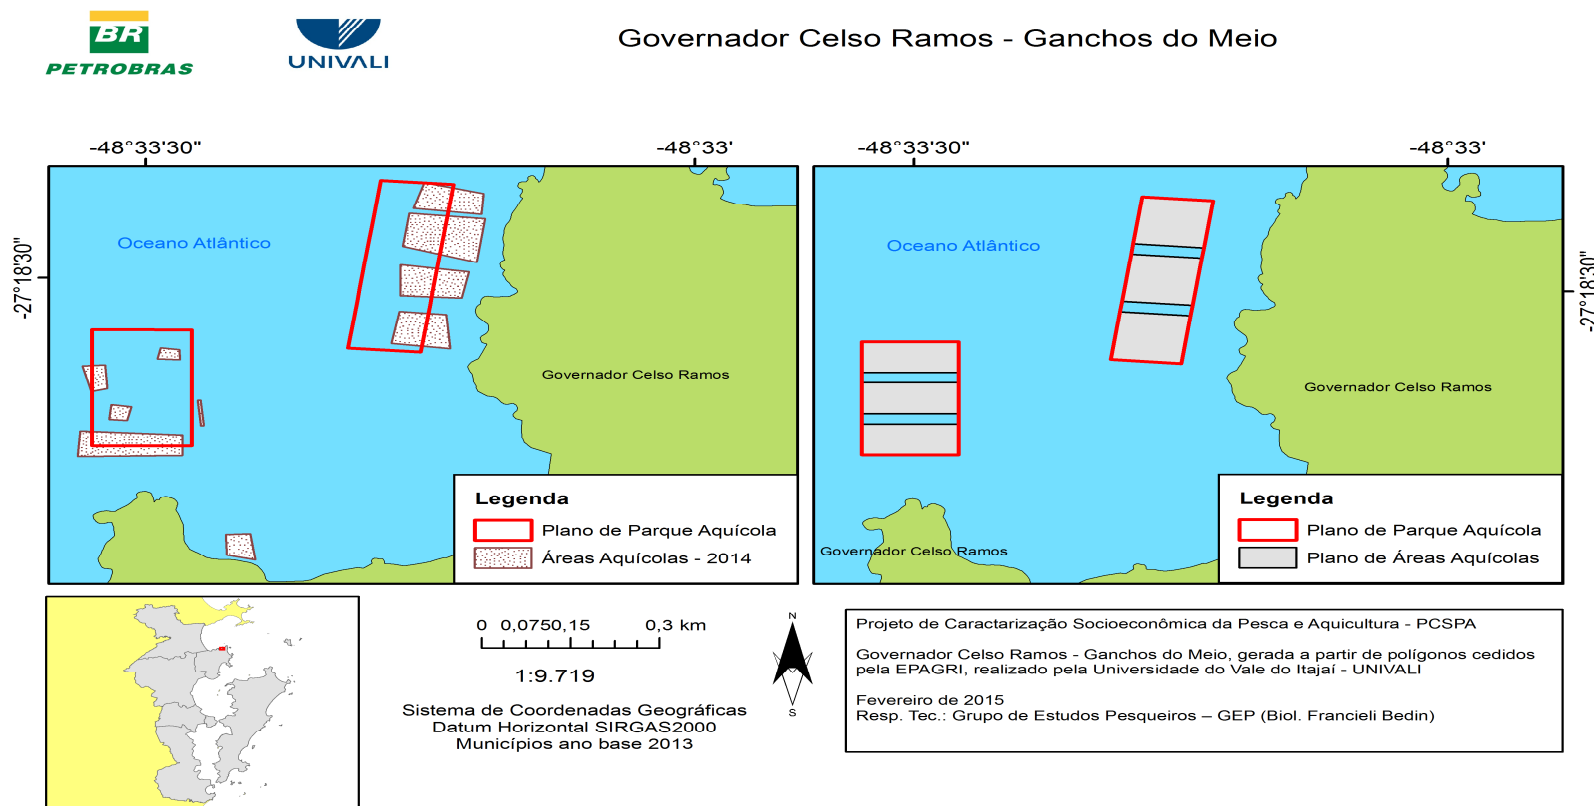 BR
PETROBRAS
UNIVALI
Governador Celso Ramos - Ganchos do Meio
-48°33'30"
-48°33'
-48°33'30"
-48°33'
-27°18'30"
Oceano Atlântico
Governador Celso Ramos
Legenda
Plano de Parque Aquícola
Áreas Aquícolas - 2014
Oceano Atlântico
Governador Celso Ramos
Governador Celso Ramos
-27°18'30"
Legenda
Plano de Parque Aquícola
Plano de Áreas Aquícolas
0 0,0750,15 0,3 km
1:9.719
Sistema de Coordenadas Geográficas
Datum Horizontal SIRGAS2000
Municípios ano base 2013
N
S
Projeto de Caractarização Socioeconômica da Pesca e Aquicultura - PCSPA
Governador Celso Ramos - Ganchos do Meio, gerada a partir de polígonos cedidos
pela EPAGRI, realizado pela Universidade do Vale do Itajaí - UNIVALI
Fevereiro de 2015
Resp. Tec.: Grupo de Estudos Pesqueiros – GEP (Biol. Francieli Bedin)